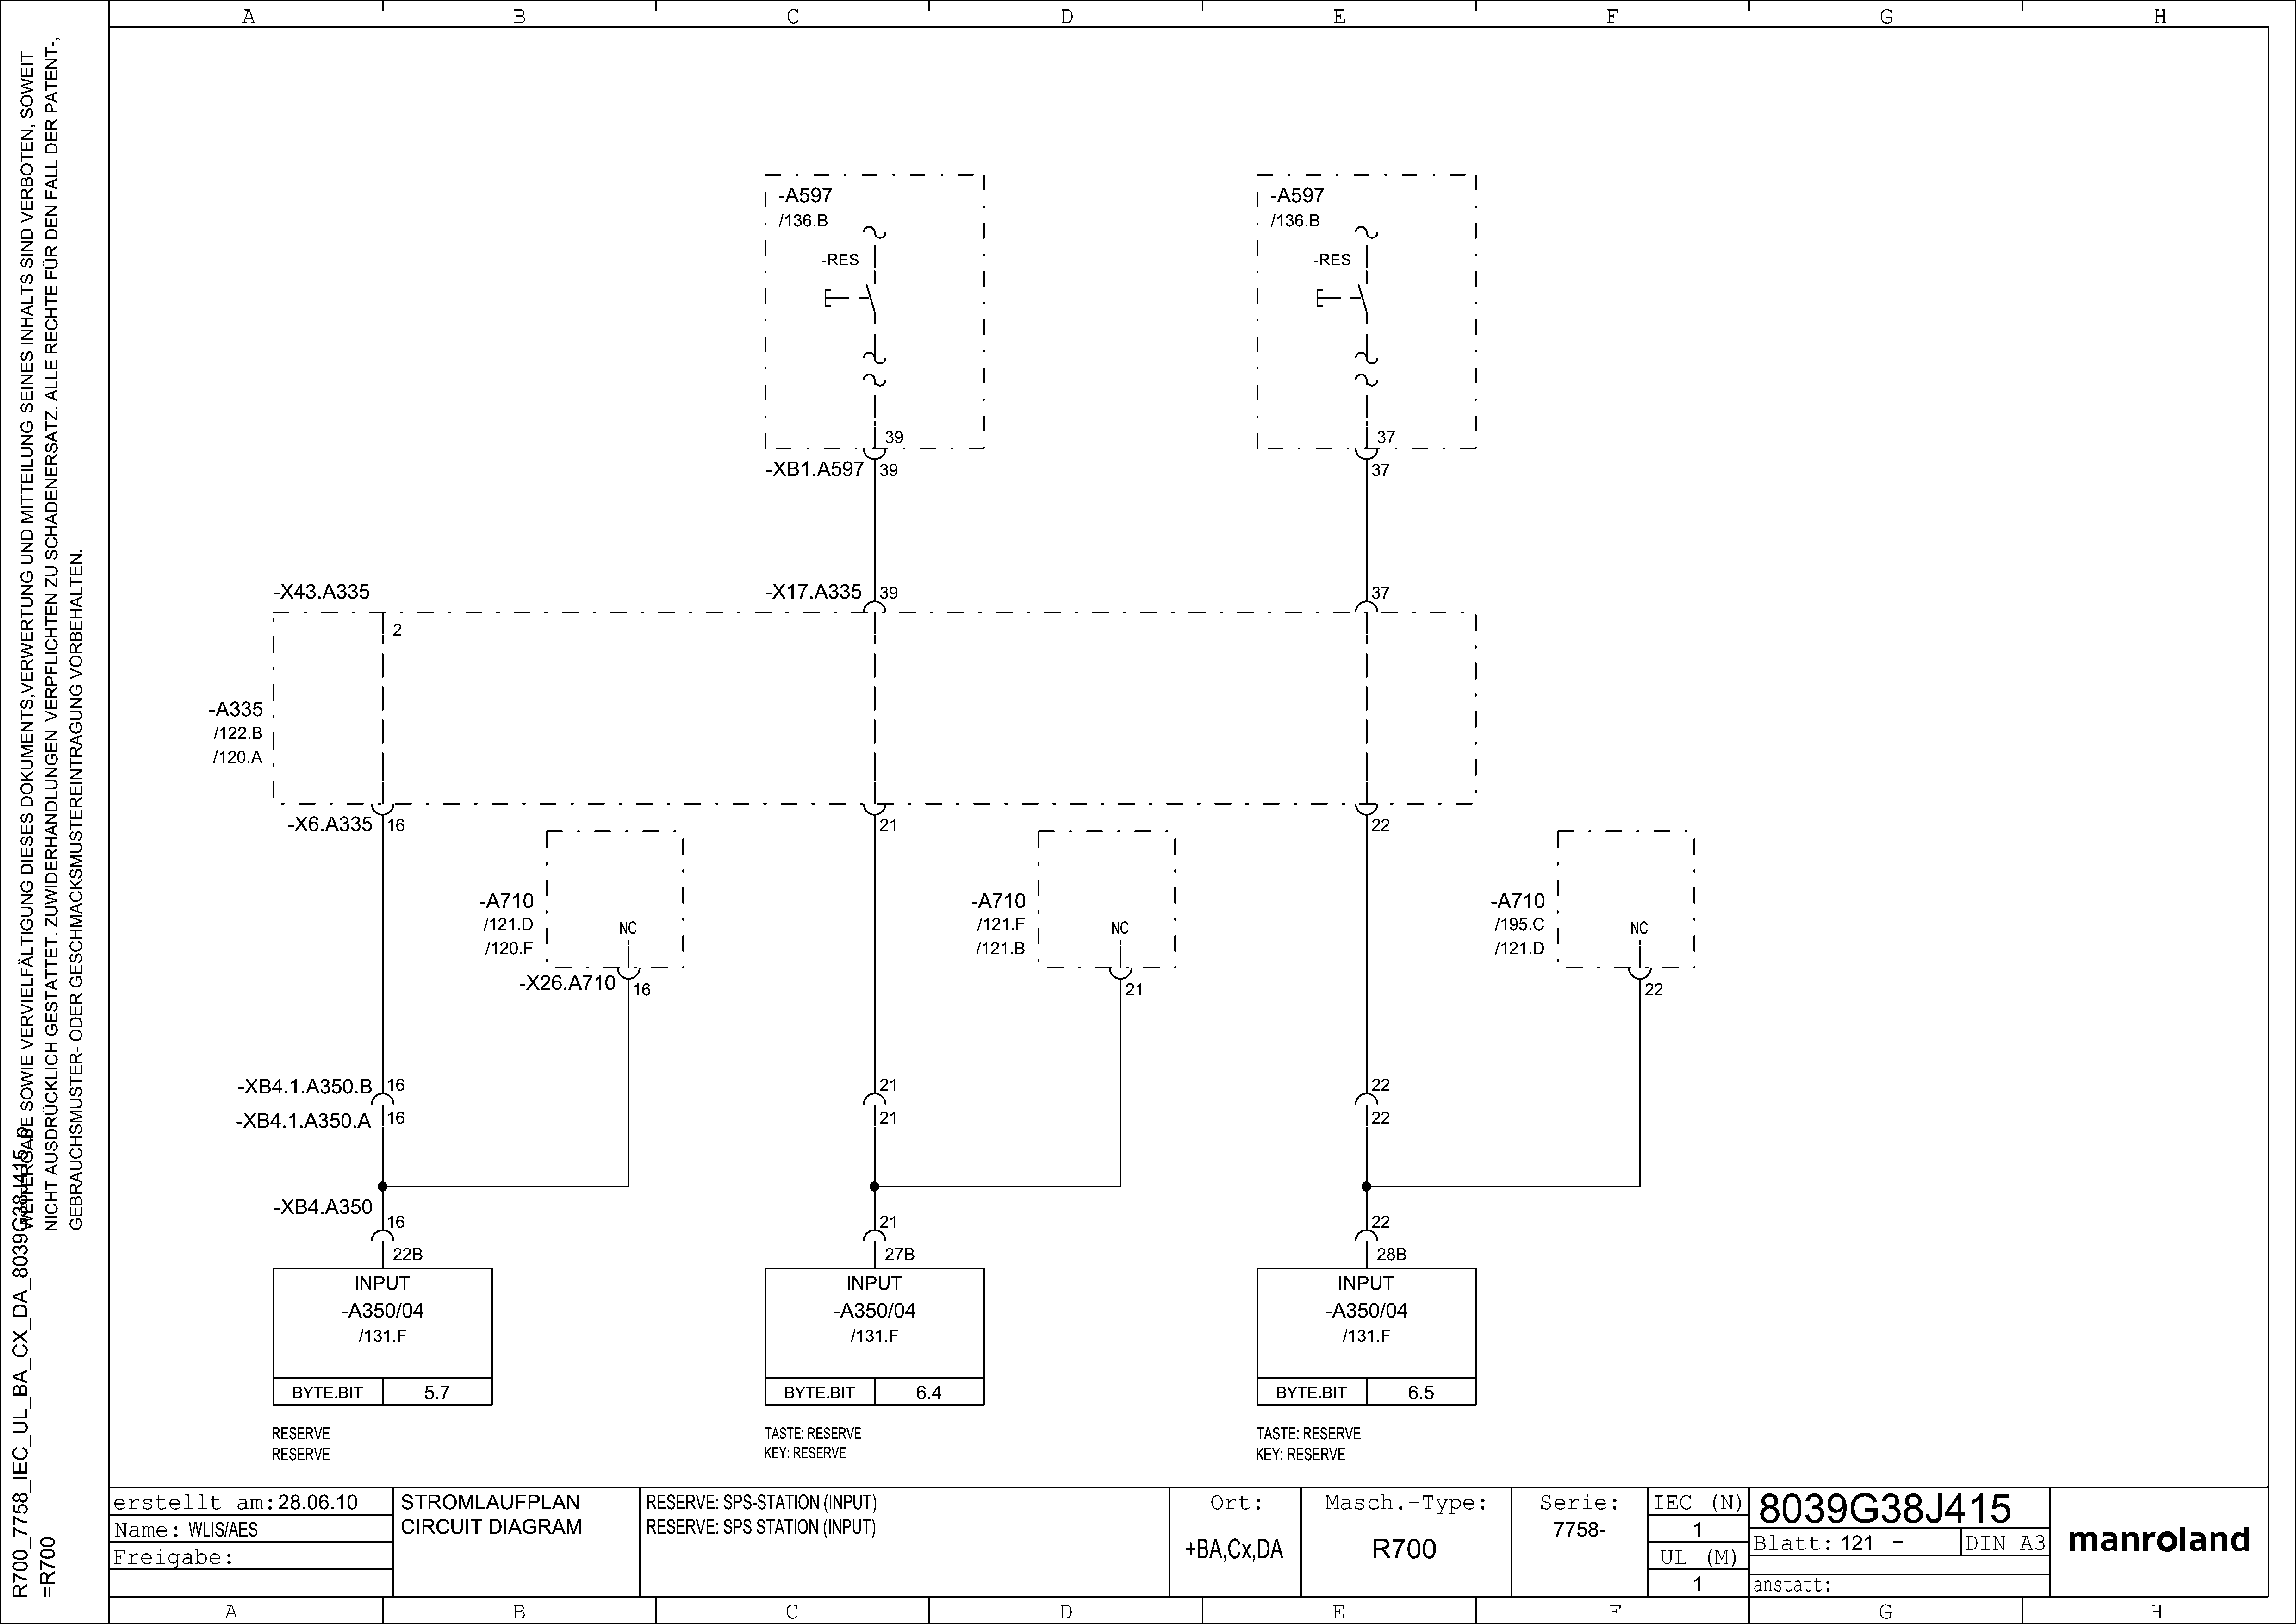 A B C D E F G H
WEITERGABE SOWIE VERVIELFÄLTIGUNG DIESES DOKUMENTS,VERWERTUNG UND MITTEILUNG SEINES INHALTS SIND VERBOTEN, SOWEIT
NICHT AUSDRÜCKLICH GESTATTET. ZUWIDERHANDLUNGEN VERPFLICHTEN ZU SCHADENERSATZ. ALLE RECHTE FÜR DEN FALL DER PATENT-,
GEBRAUCHSMUSTER- ODER GESCHMACKSMUSTEREINTRAGUNG VORBEHALTEN.
R700_7758_IEC_UL_BA_CX_DA_8039G38J415_p
=R700
-A597 -A597
/136.B /136.B
-RES -RES
39 37
-XB1.A597 39 37
-X43.A335 -X17.A335 39 37
2
-A335
/122.B
/120.A
-X6.A335 16 21 22
-A710 -A710 -A710
/121.D NC /121.F NC /195.C NC
/120.F /121.B /121.D
-X26.A710 16 21 22
-XB4.1.A350.B 16 21 22
-XB4.1.A350.A 16 21 22
-XB4.A350
16 21 22
22B 27B 28B
INPUT INPUT INPUT
-A350/04 -A350/04 -A350/04
/131.F /131.F /131.F
BYTE.BIT 5.7 BYTE.BIT 6.4 BYTE.BIT 6.5
RESERVE TASTE: RESERVE TASTE: RESERVE
RESERVE KEY: RESERVE KEY: RESERVE
erstellt am: 28.06.10
Name: WLIS/AES
Freigabe:
STROMLAUFPLAN
CIRCUIT DIAGRAM
RESERVE: SPS-STATION (INPUT)
RESERVE: SPS STATION (INPUT)
Ort:
+BA,Cx,DA
Masch.-Type:
R700
Serie:
7758-
IEC (N)
1
UL (M)
1
8039G38J415
Blatt: 121 - DIN A3
anstatt:
manroland
A B C D E F G H